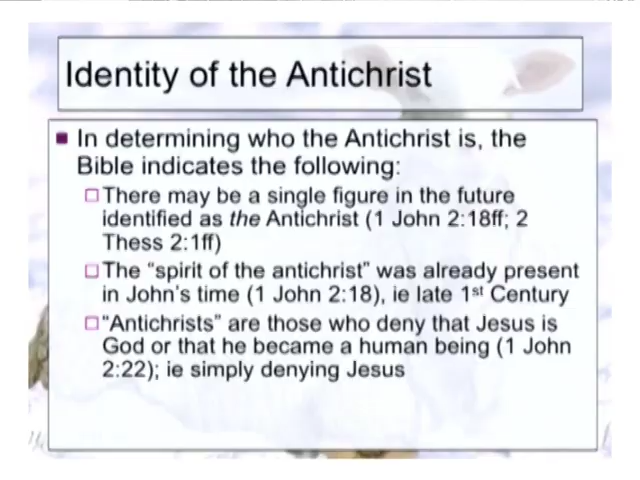 Identity of the Antichrist
In determining who the Antichrist is, the
Bible indicates the following:
There may be a single figure in the future
identified as the Antichrist (1 John 2:18ff; 2
Thess 2:1ff)
The "spirit of the antichrist" was already present
in John's time (1 John 2:18), ie late 1st Century
"Antichrists" are those who deny that Jesus is
God or that he became a human being (1 John
2:22); ie simply denying Jesus